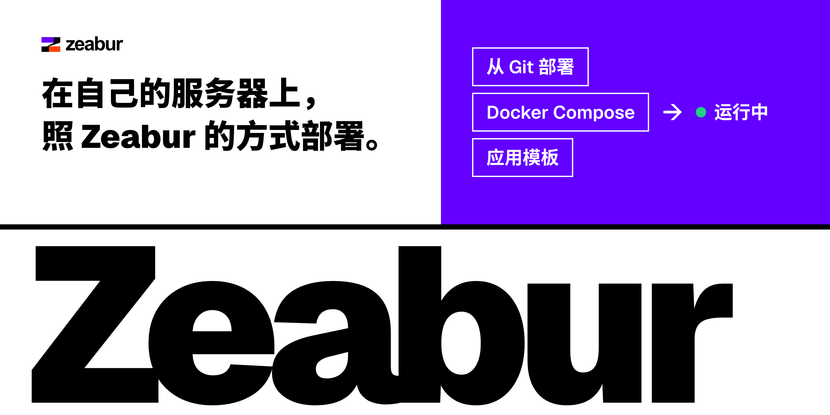 zeabur
在自己的服务器上，
照 Zeabur 的方式部署。
从 Git 部署
Docker Compose
→ 运行中
应用模板
Zeabur